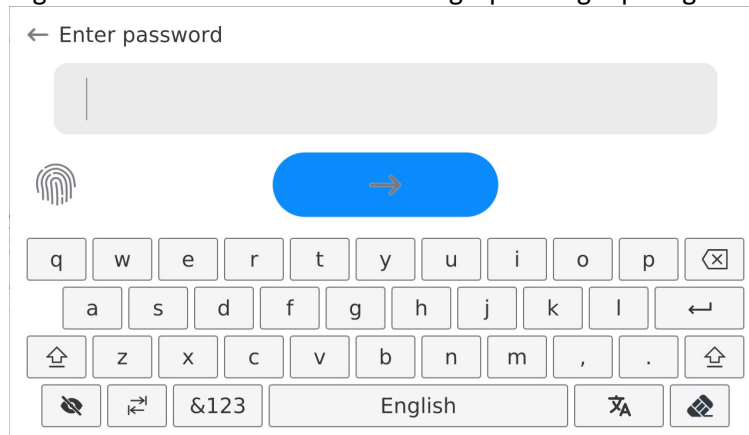 Enter password
q w e r t y u i o p
a s d f g h j k l
z x c v b n m , .
&123 English